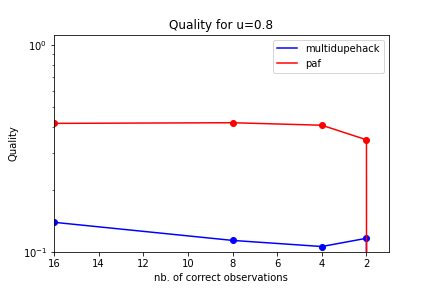 Quality for u=0.8
multidupehack
paf
Quality
10⁰
10⁻¹
16 14 12 10 8 6 4 2
nb. of correct observations